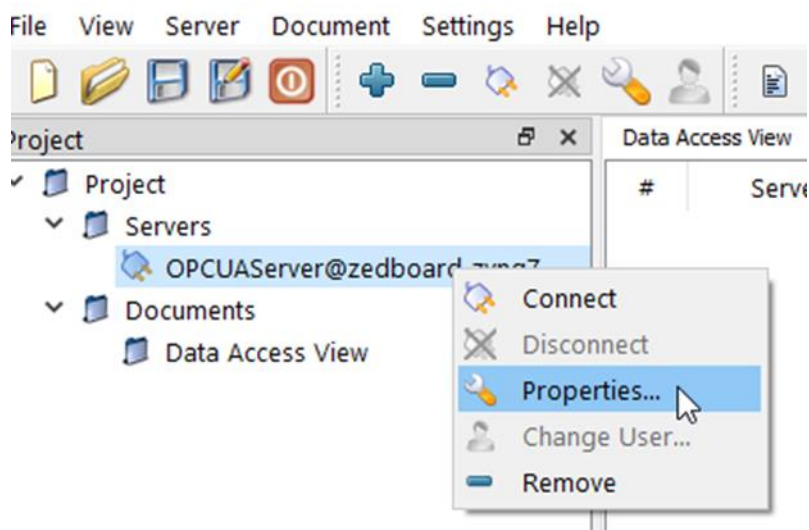 File View Server Document Settings Help
Project
Data Access View
#
Project
Servers
OPCUAServer@zedboard-zynq7
Documents
Data Access View
Connect
Disconnect
Properties...
Change User...
Remove